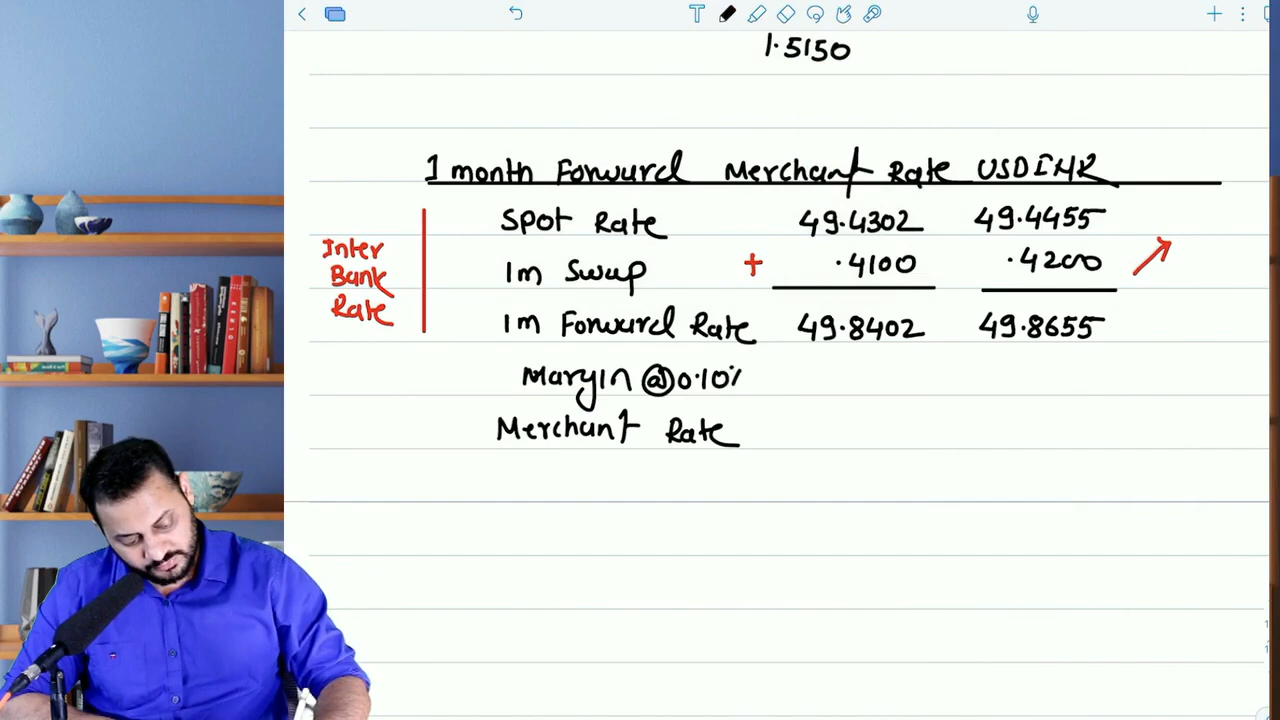 1.5150
1 month Forward Merchant Rate USDINR
Spot Rate 49.4302 49.4455
Inter
Bank
Rate
1m Swap + .4100 .4200
1m Forward Rate 49.8402 49.8655
Margin @0.10%
Merchant Rate